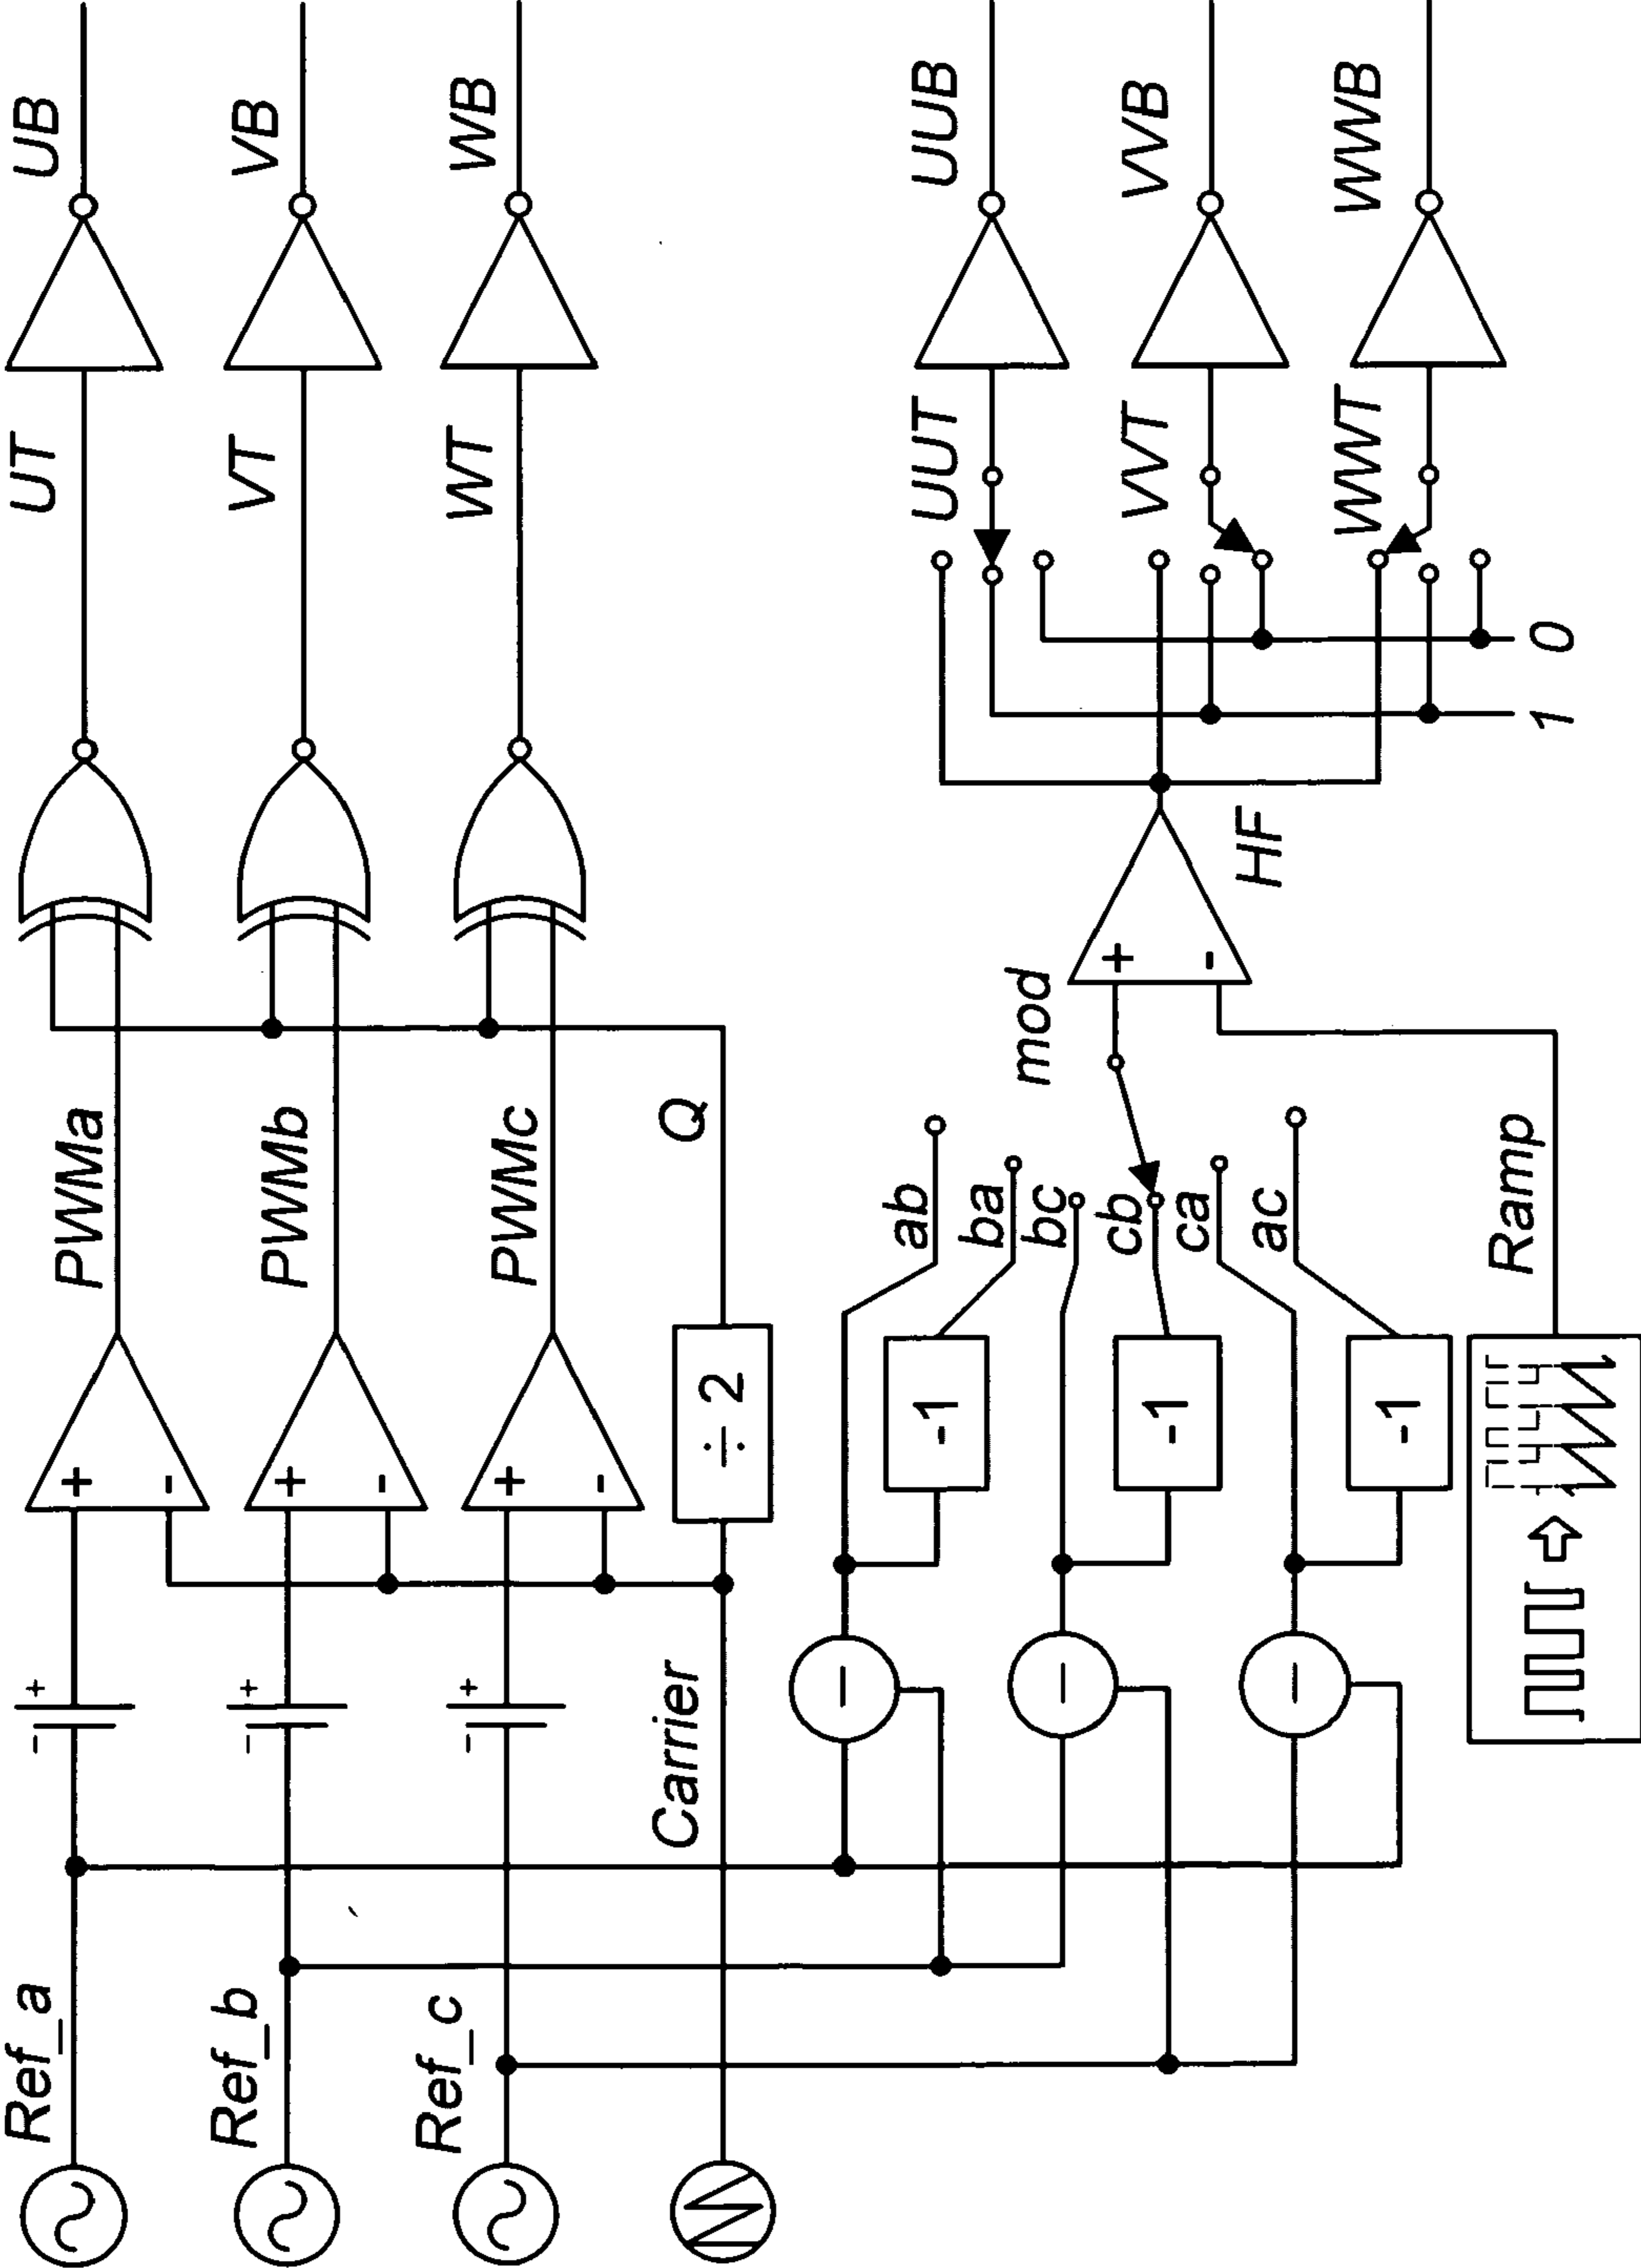 Ref_a
- +
+
-
PWMa
UT
UB
Ref_b
- +
+
-
PWMb
VT
VB
Ref_c
- +
+
-
PWMc
WT
WB
Carrier
÷ 2
Q
ab
-1
ba
bc
-1
cb
ca
-1
ac
Ramp
mod
+
-
HF
1
0
UUT
UUB
VVT
VVB
WWT
WWB